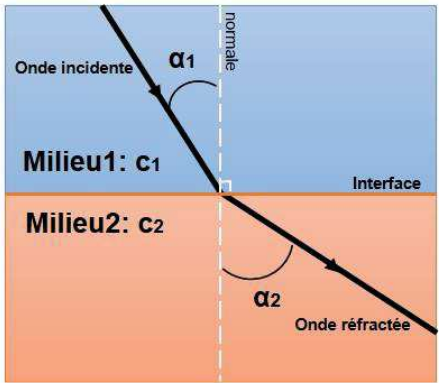 normale
Onde incidente
α1
Milieu1: c1
Interface
Milieu2: c2
α2
Onde réfractée